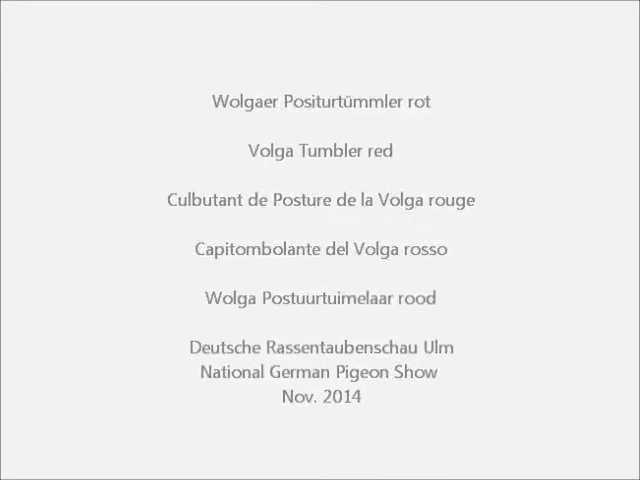 Wolgaer Positurtümmler rot
Volga Tumbler red
Culbutant de Posture de la Volga rouge
Capitombolante del Volga rosso
Wolga Postuurtuimelaar rood
Deutsche Rassentaubenschau Ulm
National German Pigeon Show
Nov. 2014